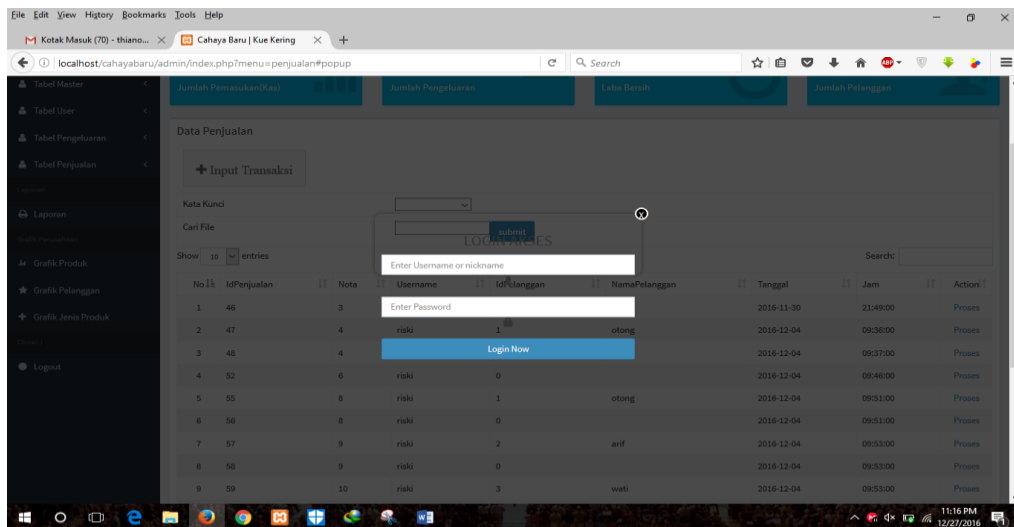 File Edit View History Bookmarks Tools Help
Kotak Masuk (70) - thiano...
Cahaya Baru | Kue Kering
localhost/cahayabaru/admin/index.php?menu=penjualan#popup
Search
ABP
Tabel Master
Tabel User
Tabel Pengeluaran
Tabel Penjualan
Laporan
Laporan
Grafik Produk
Grafik Pelanggan
Grafik Jenis Produk
Logout
Jumlah Pemasukan(Kas) Jumlah Pengeluaran Laba Bersih Jumlah Pelanggan
Data Penjualan
+ Input Transaksi
Kata Kunci
Cari File submit
X
LOGIN AKSES
Show 10 entries Search:
Enter Username or nickname
No IdPenjualan Nota Username IdPelanggan NamaPelanggan Tanggal Jam Action
1 46 3 2016-11-30 21:49:00 Proses
Enter Password
2 47 4 riski 1 otong 2016-12-04 09:36:00 Proses
3 48 4 2016-12-04 09:37:00 Proses
Login Now
4 52 6 riski 0 2016-12-04 09:46:00 Proses
5 55 8 riski 1 otong 2016-12-04 09:51:00 Proses
6 56 8 riski 0 2016-12-04 09:51:00 Proses
7 57 9 riski 2 arif 2016-12-04 09:53:00 Proses
8 58 9 riski 0 2016-12-04 09:53:00 Proses
9 59 10 riski 3 wati 2016-12-04 09:53:00 Proses
11:16 PM
12/27/2016